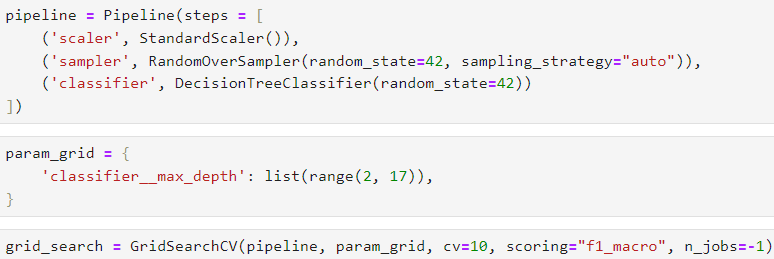 pipeline = Pipeline(steps = [
    ('scaler', StandardScaler()),
    ('sampler', RandomOverSampler(random_state=42, sampling_strategy="auto")),
    ('classifier', DecisionTreeClassifier(random_state=42))
])
param_grid = {
    'classifier__max_depth': list(range(2, 17)),
}
grid_search = GridSearchCV(pipeline, param_grid, cv=10, scoring="f1_macro", n_jobs=-1)